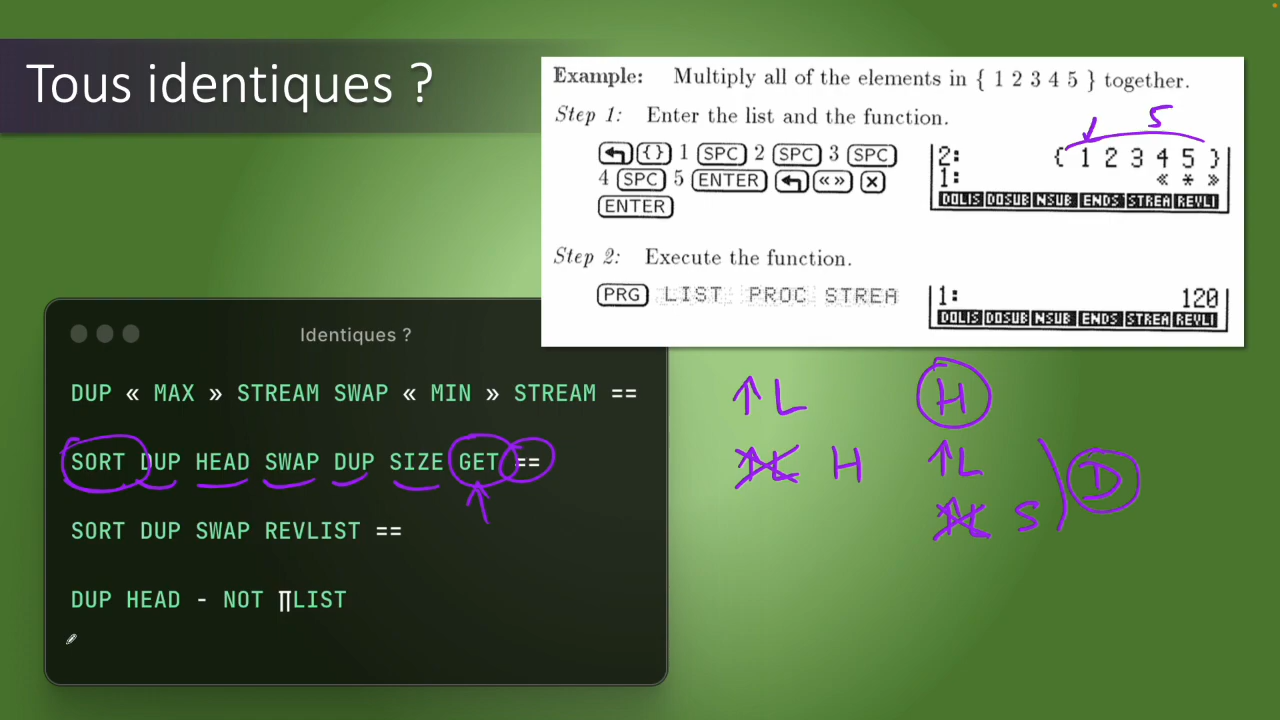 Tous identiques ?
Example: Multiply all of the elements in { 1 2 3 4 5 } together.
Step 1: Enter the list and the function.
{} 1 SPC 2 SPC 3 SPC
4 SPC 5 ENTER «» ×
ENTER
5
2: { 1 2 3 4 5 }
1: « * »
DOLIS DOSUB NSUB ENDS STREA REVLI
Step 2: Execute the function.
PRG LIST PROC STREA
1: 120
DOLIS DOSUB NSUB ENDS STREA REVLI
Identiques ?
DUP « MAX » STREAM SWAP « MIN » STREAM ==
SORT DUP HEAD SWAP DUP SIZE GET ==
SORT DUP SWAP REVLIST ==
DUP HEAD - NOT ∏LIST
↑L H
H ↑L
S D